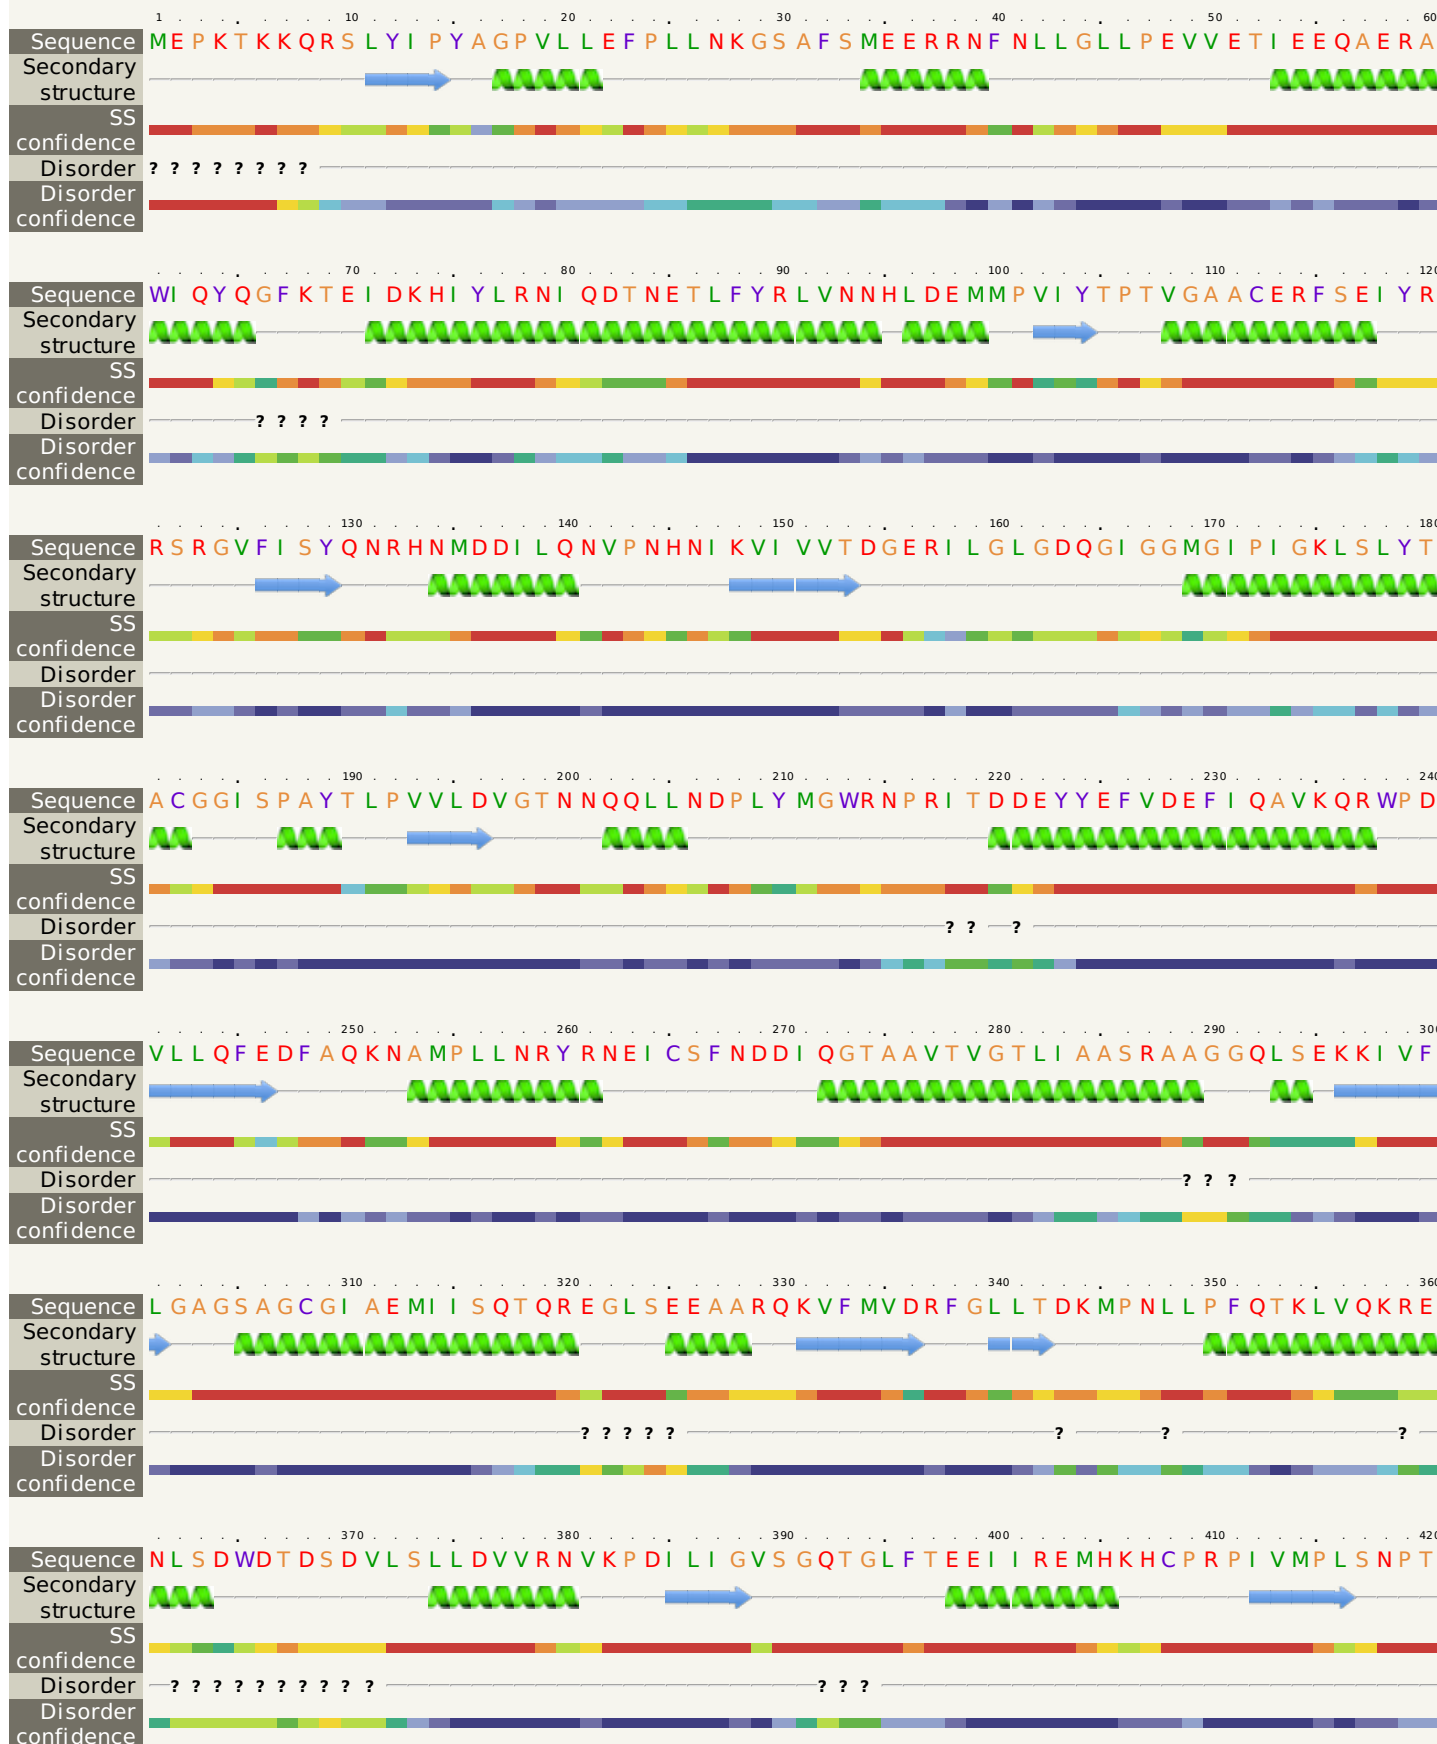 1 10 20 30 40 50 60
Sequence MEPKTKKQRSLYIPYAGPVLLEFPLLNKGSAFSMEERRNFNLLGLLPEVVETIEEQAERA
Secondary
structure
SS
confidence
Disorder ? ? ? ? ? ? ? ?
Disorder
confidence
70 80 90 100 110 120
Sequence WIQYQGFKTEIDKHIYLRNIQDTNETLFYRLVNNHLDEMMPVIYTPTVGAACERFSEIYR
Secondary
structure
SS
confidence
Disorder ? ? ? ?
Disorder
confidence
130 140 150 160 170 180
Sequence RSRGVFISYQNRHNMDDILQNVPNHNIKVIVVTDGERILGLGDQGIGGMGIPIGKLSLYT
Secondary
structure
SS
confidence
Disorder
Disorder
confidence
190 200 210 220 230 240
Sequence ACGGISPAYTLPVVLDVGTNNQQLLNDPLYMGWRNPRITDDEYYEFVDEFIQAVKQRWPD
Secondary
structure
SS
confidence
Disorder ? ? ?
Disorder
confidence
250 260 270 280 290 300
Sequence VLLQFEDFAQKNAMPLLNRYRNEICSFNDDIQGTAAVTVGTLIAASRAAGGQLSEKKIVF
Secondary
structure
SS
confidence
Disorder ? ? ?
Disorder
confidence
310 320 330 340 350 360
Sequence LGAGSAGCGIAEMIISQTQREGLSEEAARQKVFMVDRFGLLTDKMPNLLPFQTKLVQKRE
Secondary
structure
SS
confidence
Disorder ? ? ? ? ? ? ? ?
Disorder
confidence
370 380 390 400 410 420
Sequence NLSDWDTDSDVLSLLDVVRNVKPDILIGVSGQTGLFTEEIIREMHKHCPRPIVMPLSNPT
Secondary
structure
SS
confidence
Disorder ? ? ? ? ? ? ? ? ? ? ? ? ?
Disorder
confidence